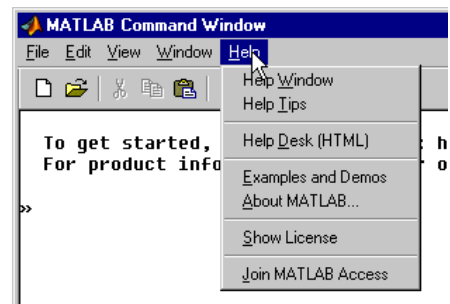 MATLAB Command Window
File Edit View Window Help
Help Window
Help Tips
To get started, : h
Help Desk (HTML)
For product info o
Examples and Demos
»
About MATLAB...
Show License
Join MATLAB Access